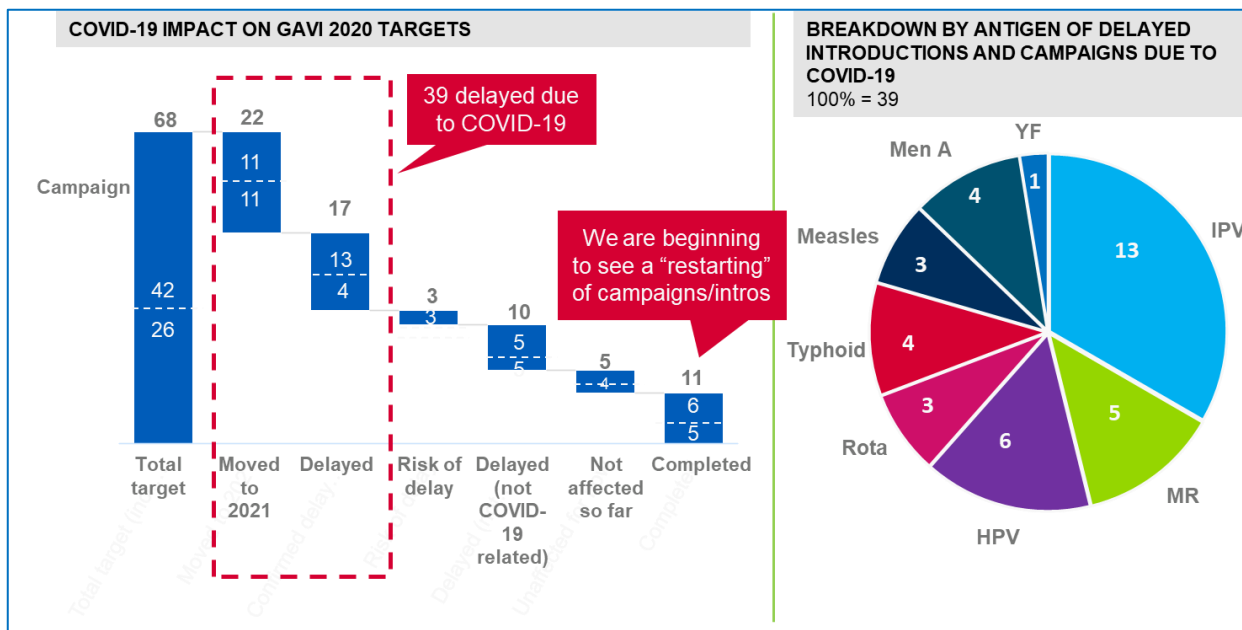 COVID-19 IMPACT ON GAVI 2020 TARGETS
39 delayed due
to COVID-19
We are beginning
to see a “restarting”
of campaigns/intros
Campaign
68
42
26
22
11
11
17
13
4
3
3
10
5
5
5
4
11
6
5
Total
target
Moved
to
2021
Delayed
Risk of
delay
Delayed
(not
COVID-
19
related)
Not
affected
so far
Completed
BREAKDOWN BY ANTIGEN OF DELAYED
INTRODUCTIONS AND CAMPAIGNS DUE TO
COVID-19
100% = 39
YF
1
IPV
13
MR
5
HPV
6
Rota
3
Typhoid
4
Measles
3
Men A
4